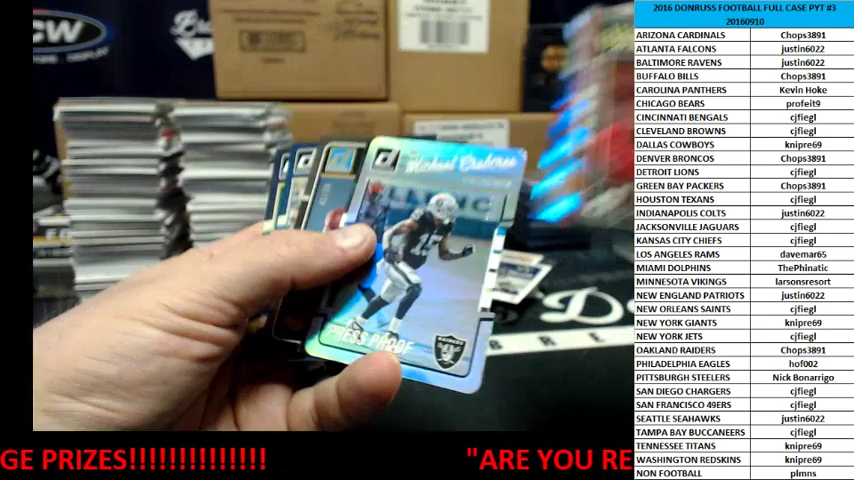 2016 DONRUSS FOOTBALL FULL CASE PYT #3
20160910
ARIZONA CARDINALS Chops3891
ATLANTA FALCONS justin6022
BALTIMORE RAVENS justin6022
BUFFALO BILLS Chops3891
CAROLINA PANTHERS Kevin Hoke
CHICAGO BEARS profeit9
CINCINNATI BENGALS cjfiegl
CLEVELAND BROWNS cjfiegl
DALLAS COWBOYS knipre69
DENVER BRONCOS Chops3891
DETROIT LIONS cjfiegl
GREEN BAY PACKERS Chops3891
HOUSTON TEXANS cjfiegl
INDIANAPOLIS COLTS justin6022
JACKSONVILLE JAGUARS cjfiegl
KANSAS CITY CHIEFS cjfiegl
LOS ANGELES RAMS davemar65
MIAMI DOLPHINS ThePhinatic
MINNESOTA VIKINGS larsonsresort
NEW ENGLAND PATRIOTS justin6022
NEW ORLEANS SAINTS cjfiegl
NEW YORK GIANTS knipre69
NEW YORK JETS cjfiegl
OAKLAND RAIDERS Chops3891
PHILADELPHIA EAGLES hof002
PITTSBURGH STEELERS Nick Bonarrigo
SAN DIEGO CHARGERS cjfiegl
SAN FRANCISCO 49ERS cjfiegl
SEATTLE SEAHAWKS justin6022
TAMPA BAY BUCCANEERS cjfiegl
TENNESSEE TITANS knipre69
WASHINGTON REDSKINS knipre69
NON FOOTBALL plmns
Michael Crabtree
15
PRESS PROOF
RAIDERS
GE PRIZES!!!!!!!!!!!!!!! "ARE YOU RE